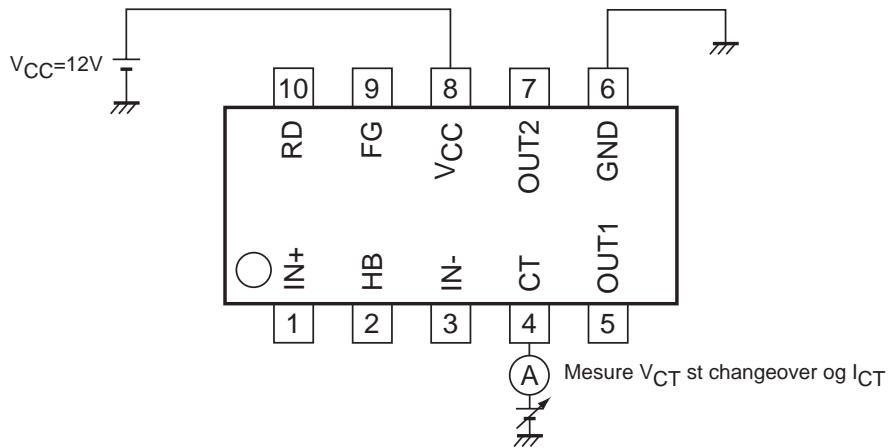 VCC=12V
10 9 8 7 6
RD FG VCC OUT2 GND
IN+ HB IN- CT OUT1
1 2 3 4 5
A Mesure VCT st changeover og ICT